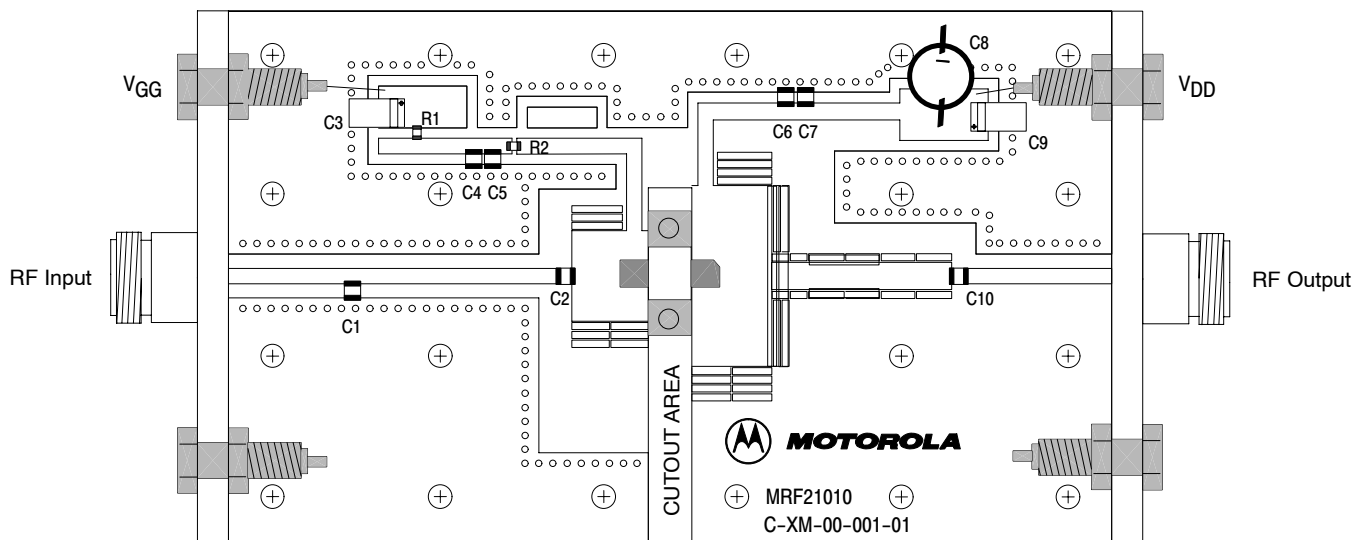 C8
VGG
VDD
C3
R1
C6 C7
C9
R2
C4 C5
RF Input
RF Output
C2
C10
C1
CUTOUT AREA
MOTOROLA
MRF21010
C-XM-00-001-01